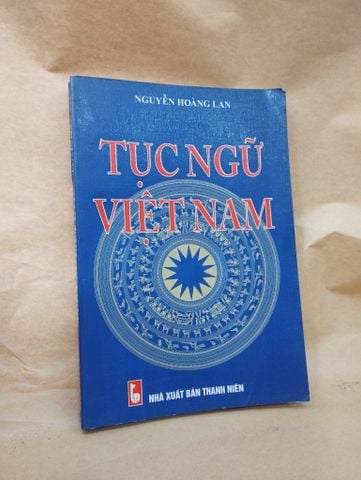 NGUYỄN HOÀNG LAN
TỤC NGỮ
VIỆT NAM
NHÀ XUẤT BẢN THANH NIÊN